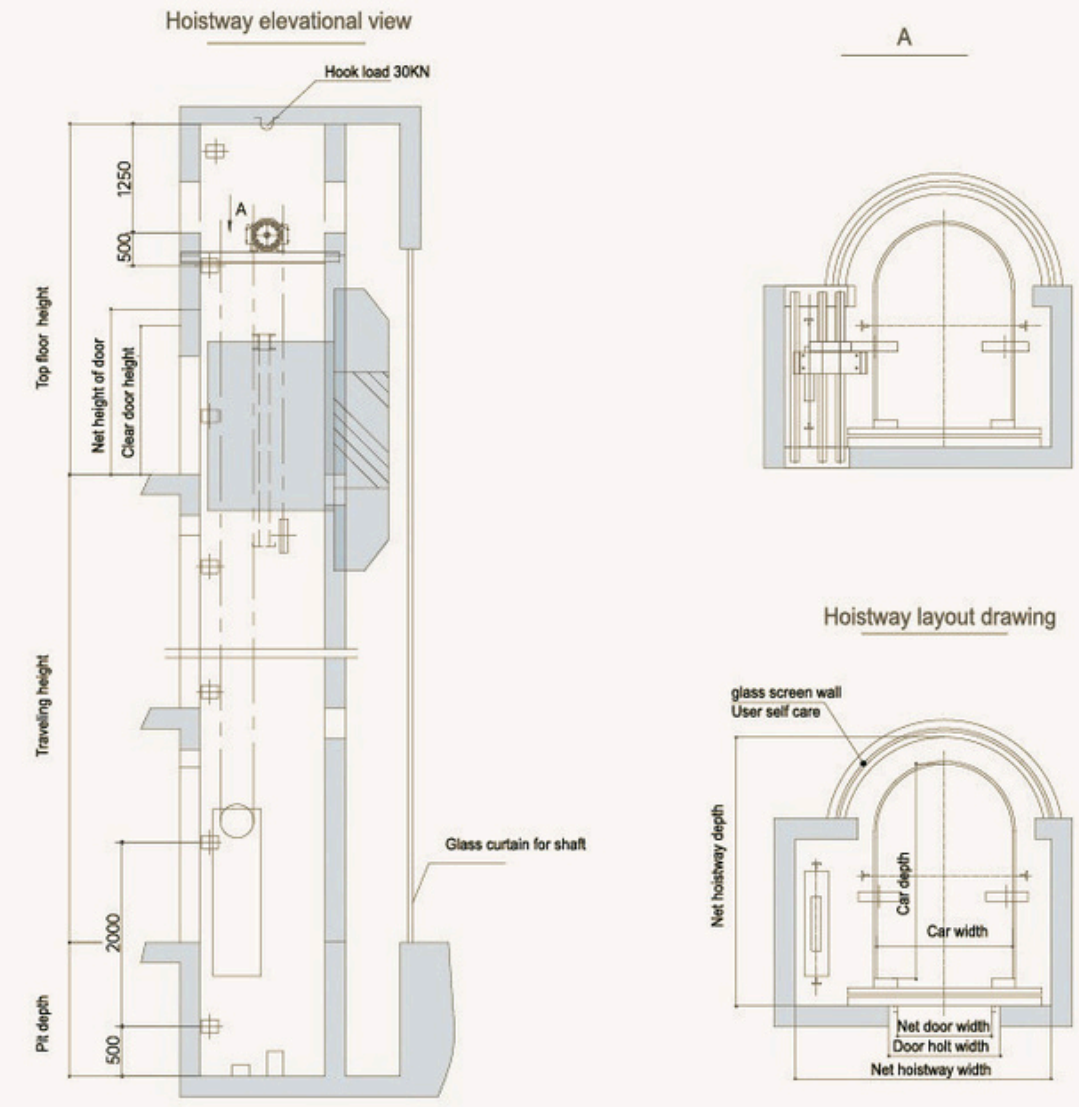 Hoistway elevational view
Hook load 30KN
1250
A
500
Top floor height
Net height of door
Clear door height
Traveling height
Glass curtain for shaft
2000
Pit depth
500
A
Hoistway layout drawing
glass screen wall
User self care
Net hoistway depth
Car depth
Car width
Net door width
Door holt width
Net hoistway width